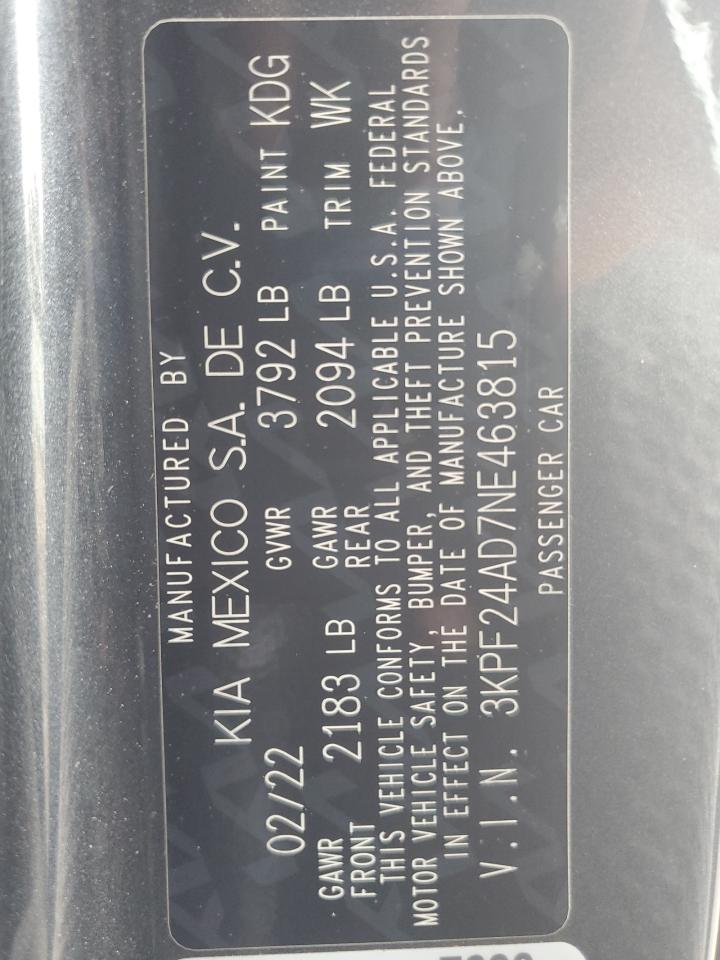 MANUFACTURED BY
KIA MEXICO S.A. DE C.V.
02/22 GVWR 3792 LB PAINT KDG
GAWR FRONT 2183 LB GAWR REAR 2094 LB TRIM WK
THIS VEHICLE CONFORMS TO ALL APPLICABLE U.S.A. FEDERAL
MOTOR VEHICLE SAFETY, BUMPER, AND THEFT PREVENTION STANDARDS
IN EFFECT ON THE DATE OF MANUFACTURE SHOWN ABOVE.
V.I.N. 3KPF24AD7NE463815
PASSENGER CAR